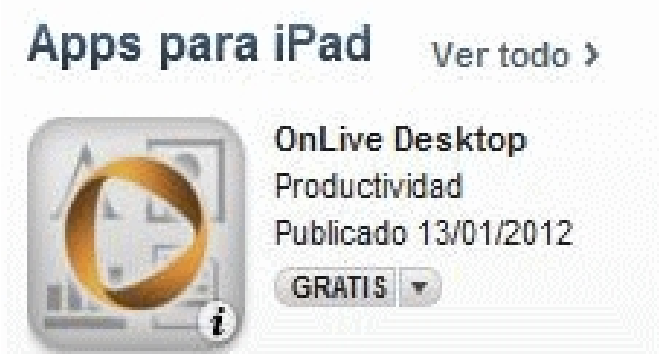 Apps para iPad Ver todo >
OnLive Desktop
Productividad
Publicado 13/01/2012
GRATIS
i